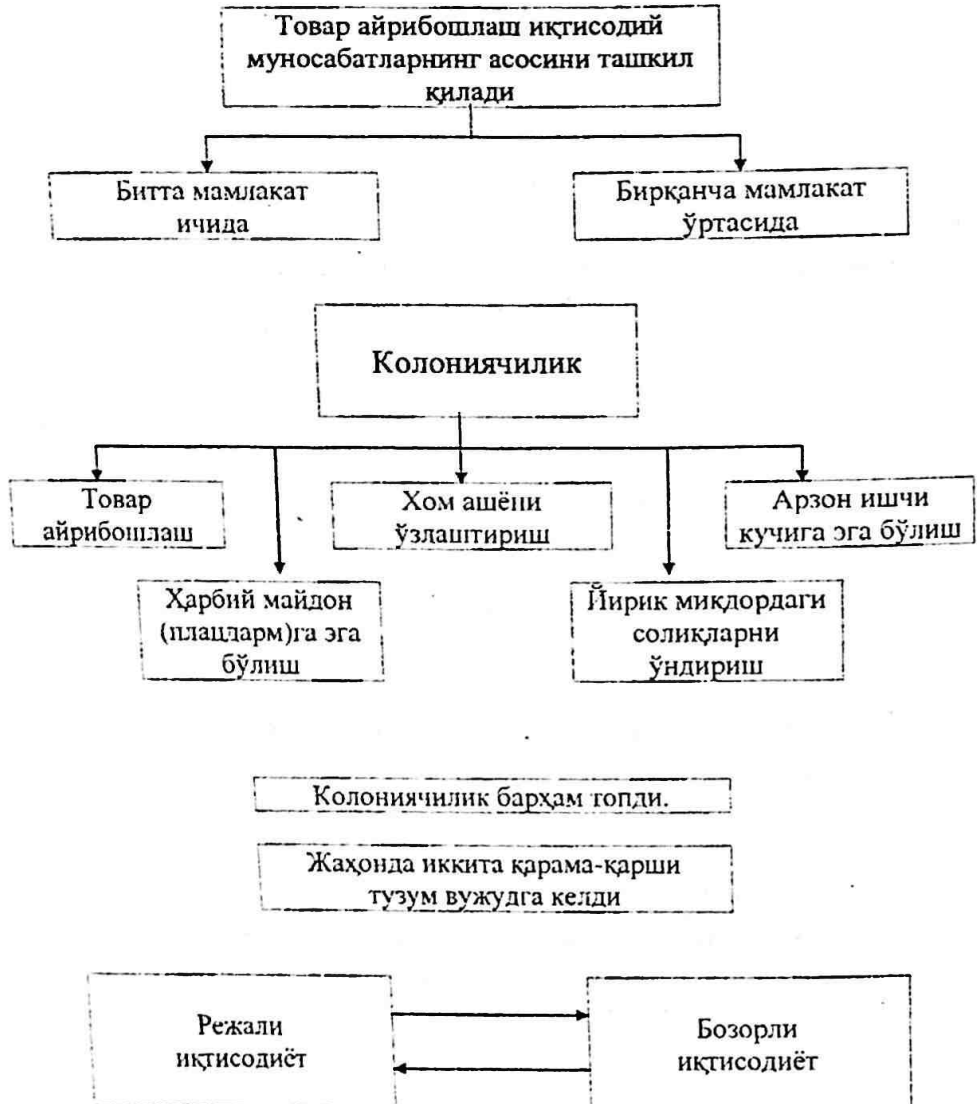 Товар айрибошлаш иқтисодий
муносабатларнинг асосини ташкил
қилади
Битта мамлакат
ичида
Бирқанча мамлакат
ўртасида
Колониячилик
Товар
айрибошлаш
Хом ашёни
ўзлаштириш
Арзон ишчи
кучига эга бўлиш
Ҳарбий майдон
(плацдарм)га эга
бўлиш
Йирик миқдордаги
солиқларни
ўндириш
Колониячилик барҳам топди.
Жаҳонда иккита қарама-қарши
тузум вужудга келди
Режали
иқтисодиёт
Бозорли
иқтисодиёт